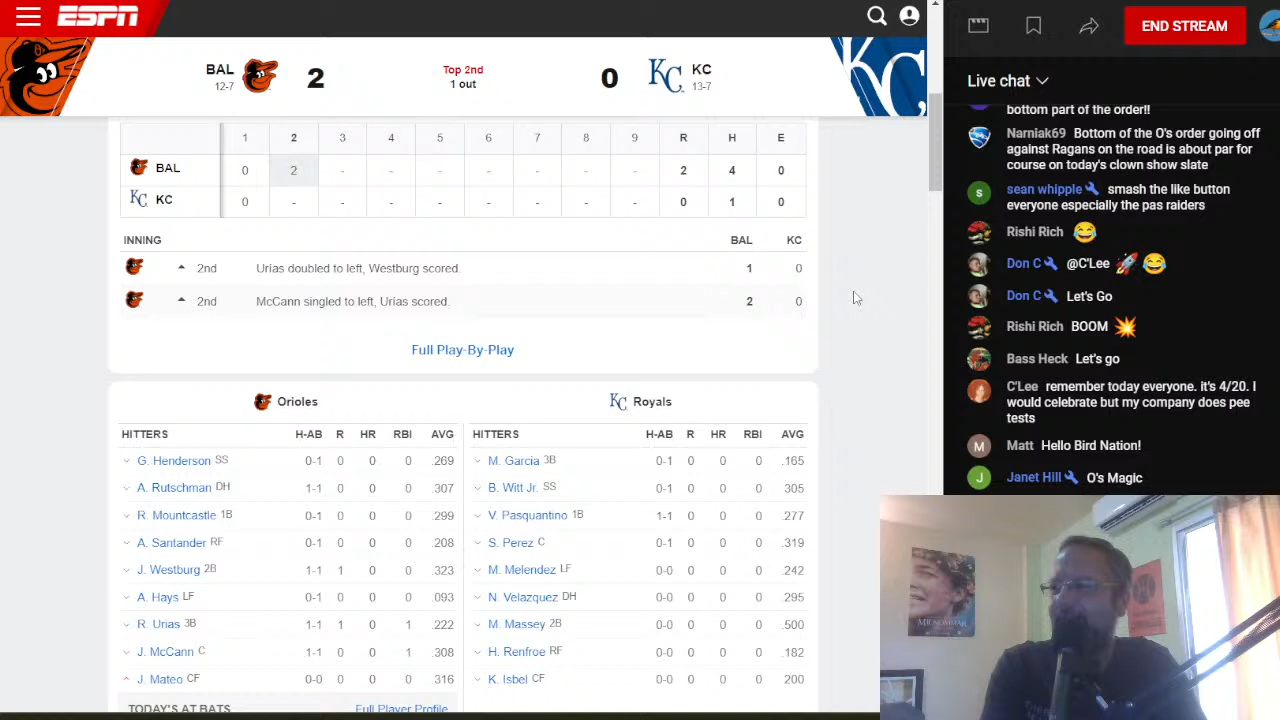 ESPN
END STREAM
BAL
12-7
2
Top 2nd
1 out
0
KC
KC
13-7
KC
Live chat
1 2 3 4 5 6 7 8 9 R H E
BAL 0 2 - - - - - - - 2 4 0
KC KC 0 - - - - - - - - 0 1 0
INNING BAL KC
2nd Urias doubled to left, Westburg scored. 1 0
2nd McCann singled to left, Urias scored. 2 0
Full Play-By-Play
Orioles
HITTERS H-AB R HR RBI AVG
G. Henderson SS 0-1 0 0 0 .269
A. Rutschman DH 1-1 0 0 0 .307
R. Mountcastle 1B 0-1 0 0 0 .299
A. Santander RF 0-1 0 0 0 .208
J. Westburg 2B 1-1 1 0 0 .323
A. Hays LF 0-1 0 0 0 .093
R. Urias 3B 1-1 1 0 1 .222
J. McCann C 1-1 0 0 1 .308
J. Mateo CF 0-0 0 0 0 .316
TODAY'S AT BATS Full Player Profile
KC Royals
HITTERS H-AB R HR RBI AVG
M. Garcia 3B 0-1 0 0 0 .165
B. Witt Jr. SS 0-1 0 0 0 .305
V. Pasquantino 1B 1-1 0 0 0 .277
S. Perez C 0-1 0 0 0 .319
M. Melendez LF 0-0 0 0 0 .242
N. Velazquez DH 0-0 0 0 0 .295
M. Massey 2B 0-0 0 0 0 .500
H. Renfroe RF 0-0 0 0 0 .182
K. Isbel CF 0-0 0 0 0 .200
bottom part of the order!!
Narniak69 Bottom of the O's order going off
against Ragans on the road is about par for
course on today's clown show slate
S sean whipple smash the like button
everyone especially the pas raiders
Rishi Rich 😂
Don C @C'Lee 🚀😂
Don C Let's Go
Rishi Rich BOOM 💥
Bass Heck Let's go
C'Lee remember today everyone. it's 4/20. I
would celebrate but my company does pee
tests
M Matt Hello Bird Nation!
J Janet Hill O's Magic
MIDSOMMAR